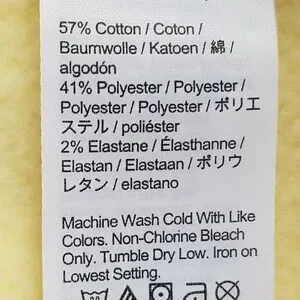 57% Cotton / Coton /
Baumwolle / Katoen / 綿 /
algodón
41% Polyester / Polyester /
Polyester / Polyester / ポリエ
ステル / poliéster
2% Elastane / Élasthanne /
Elastan / Elastaan / ポリウ
レタン / elastano
Machine Wash Cold With Like
Colors. Non-Chlorine Bleach
Only. Tumble Dry Low. Iron on
Lowest Setting.